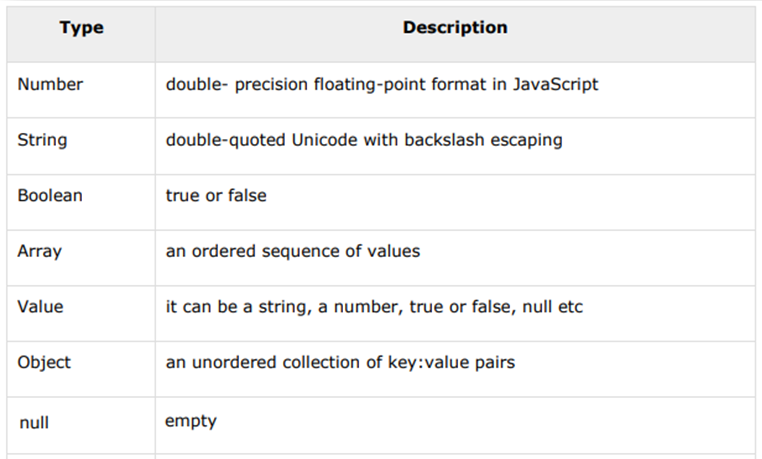 Type Description
Number double- precision floating-point format in JavaScript
String double-quoted Unicode with backslash escaping
Boolean true or false
Array an ordered sequence of values
Value it can be a string, a number, true or false, null etc
Object an unordered collection of key:value pairs
null empty